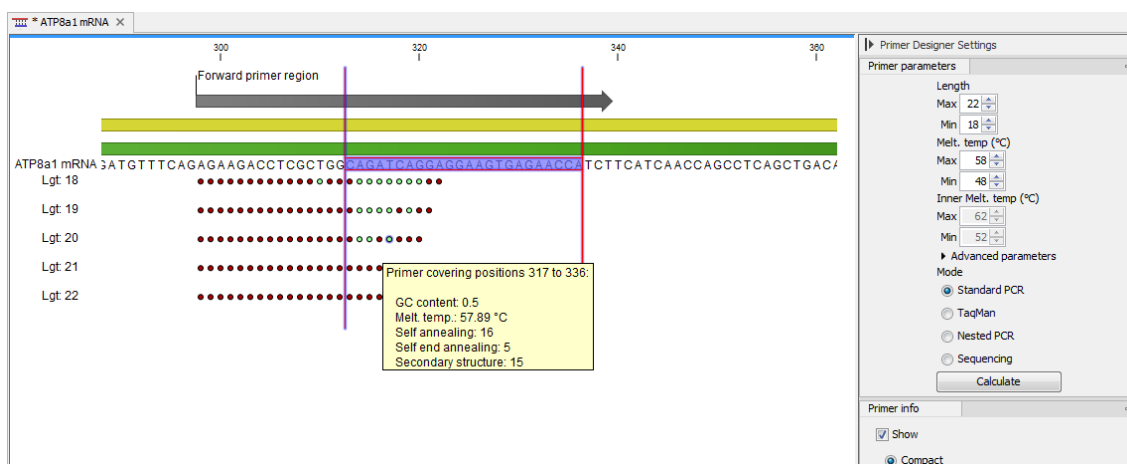 * ATP8a1 mRNA
300 320 340 360
Forward primer region
ATP8a1 mRNA GATGTTTCAGAGAAGACCTCGCTGGCAGATCAGGAGGAAGTGAGAACCATCTTCATCAACCAGCCTCAGCTGACA
Lgt: 18
Lgt: 19
Lgt: 20
Lgt: 21
Lgt: 22
Primer covering positions 317 to 336:
GC content: 0.5
Melt. temp.: 57.89 °C
Self annealing: 16
Self end annealing: 5
Secondary structure: 15
Primer Designer Settings
Primer parameters
Length
Max 22
Min 18
Melt. temp (°C)
Max 58
Min 48
Inner Melt. temp (°C)
Max 62
Min 52
Advanced parameters
Mode
Standard PCR
TaqMan
Nested PCR
Sequencing
Calculate
Primer info
Show
Compact